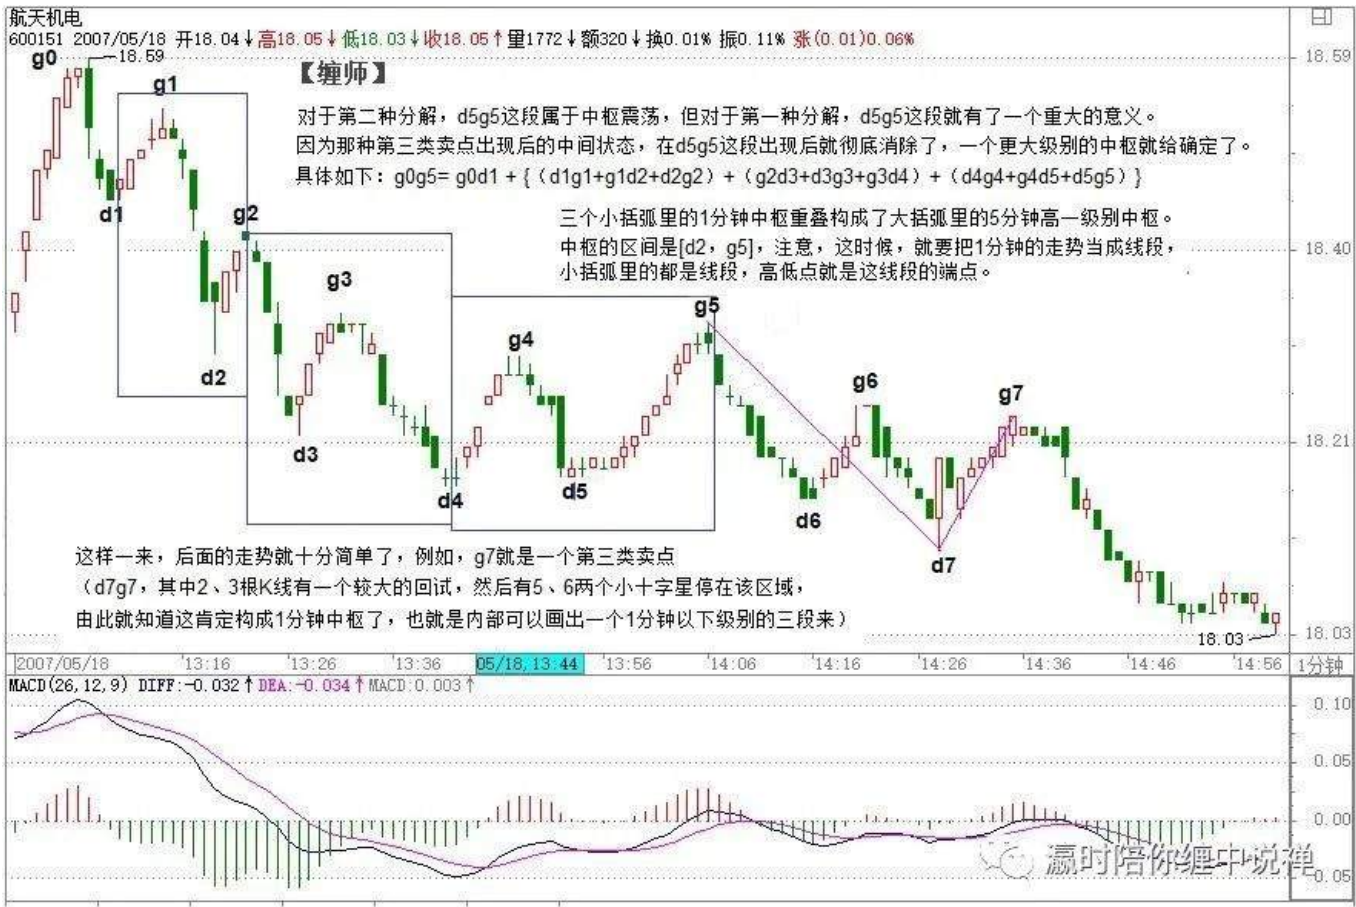 航天机电
600151 2007/05/18 开18.04↓高18.05↓低18.03↓收18.05↑量1772↓额320↓换0.01% 振0.11% 涨(0.01)0.06%
g0
18.59
18.59
【缠师】
g1
对于第二种分解，d5g5这段属于中枢震荡，但对于第一种分解，d5g5这段就有了一个重大的意义。
因为那种第三类卖点出现后的中间状态，在d5g5这段出现后就彻底消除了，一个更大级别的中枢就给确定了。
具体如下：g0g5= g0d1 + {（d1g1+g1d2+d2g2）+（g2d3+d3g3+g3d4）+（d4g4+g4d5+d5g5）}
d1
g2
三个小括弧里的1分钟中枢重叠构成了大括弧里的5分钟高一级别中枢。
中枢的区间是[d2，g5]，注意，这时候，就要把1分钟的走势当成线段，
18.40
小括弧里的都是线段，高低点就是这线段的端点。
g3
g5
g4
d2
g6
g7
18.21
d3
d4
d5
d6
d7
这样一来，后面的走势就十分简单了，例如，g7就是一个第三类卖点
（d7g7，其中2、3根K线有一个较大的回试，然后有5、6两个小十字星停在该区域，
由此就知道这肯定构成1分钟中枢了，也就是内部可以画出一个1分钟以下级别的三段来）
18.03
18.03
2007/05/18 13:16 13:26 13:36 05/18,13:44 13:56 14:06 14:16 14:26 14:36 14:46 14:56 1分钟
MACD(26,12,9) DIFF:-0.032↑ DEA:-0.034↑ MACD:0.003↑
0.10
0.05
0.00
瀛时陪你缠中说禅
0.05